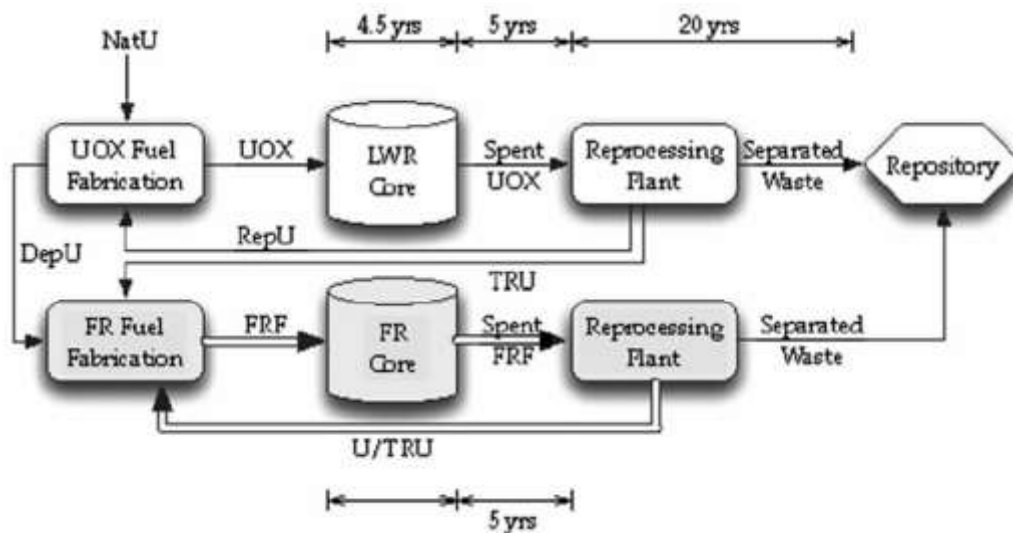 4.5 yrs
5 yrs
20 yrs
NatU
UOX Fuel
Fabrication
UOX
LWR
Core
Spent
UOX
Reprocessing
Plant
Separated
Waste
Repository
RepU
DepU
TRU
FR Fuel
Fabrication
FRF
FR
Core
Spent
FRF
Reprocessing
Plant
Separated
Waste
U/TRU
5 yrs